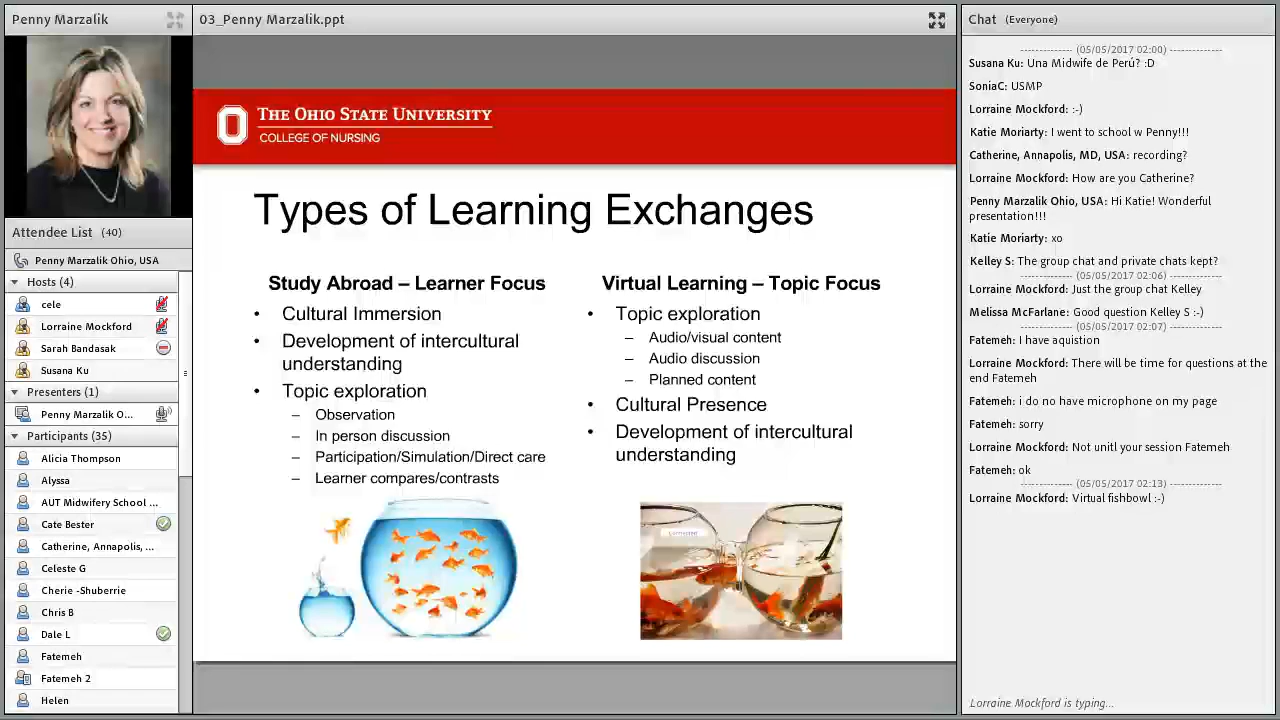 Penny Marzalik
03_Penny Marzalik.ppt
Chat (Everyone)
Attendee List (40)
Penny Marzalik Ohio, USA
Hosts (4)
cele
Lorraine Mockford
Sarah Bandasak
Susana Ku
Presenters (1)
Penny Marzalik O...
Participants (35)
Alicia Thompson
Alyssa
AUT Midwifery School ...
Cate Bester
Catherine, Annapolis, ...
Celeste G
Cherie -Shuberrie
Chris B
Dale L
Fatemeh
Fatemeh 2
Helen
THE OHIO STATE UNIVERSITY
COLLEGE OF NURSING
Types of Learning Exchanges
Study Abroad – Learner Focus
• Cultural Immersion
• Development of intercultural
understanding
• Topic exploration
– Observation
– In person discussion
– Participation/Simulation/Direct care
– Learner compares/contrasts
Virtual Learning – Topic Focus
• Topic exploration
– Audio/visual content
– Audio discussion
– Planned content
• Cultural Presence
• Development of intercultural
understanding
Connected
-------------- (05/05/2017 02:00) --------------
Susana Ku: Una Midwife de Perú? :D
SoniaC: USMP
Lorraine Mockford: :-)
Kate Moriarty: I went to school w Penny!!!
Catherine, Annapolis, MD, USA: recording?
Lorraine Mockford: How are you Catherine?
Penny Marzalik Ohio, USA: Hi Katie! Wonderful
presentation!!!
Katie Moriarty: xo
Kelley S: The group chat and private chats kept?
-------------- (05/05/2017 02:06) --------------
Lorraine Mockford: Just the group chat Kelley
Melissa McFarlane: Good question Kelley S :-)
-------------- (05/05/2017 02:07) --------------
Fatemeh: I have aquistion
Lorraine Mockford: There will be time for questions at the
end Fatemeh
Fatemeh: i do no have microphone on my page
Fatemeh: sorry
Lorraine Mockford: Not unitl your session Fatemeh
Fatemeh: ok
-------------- (05/05/2017 02:13) --------------
Lorraine Mockford: Virtual fishbowl :-)
Lorraine Mockford is typing...